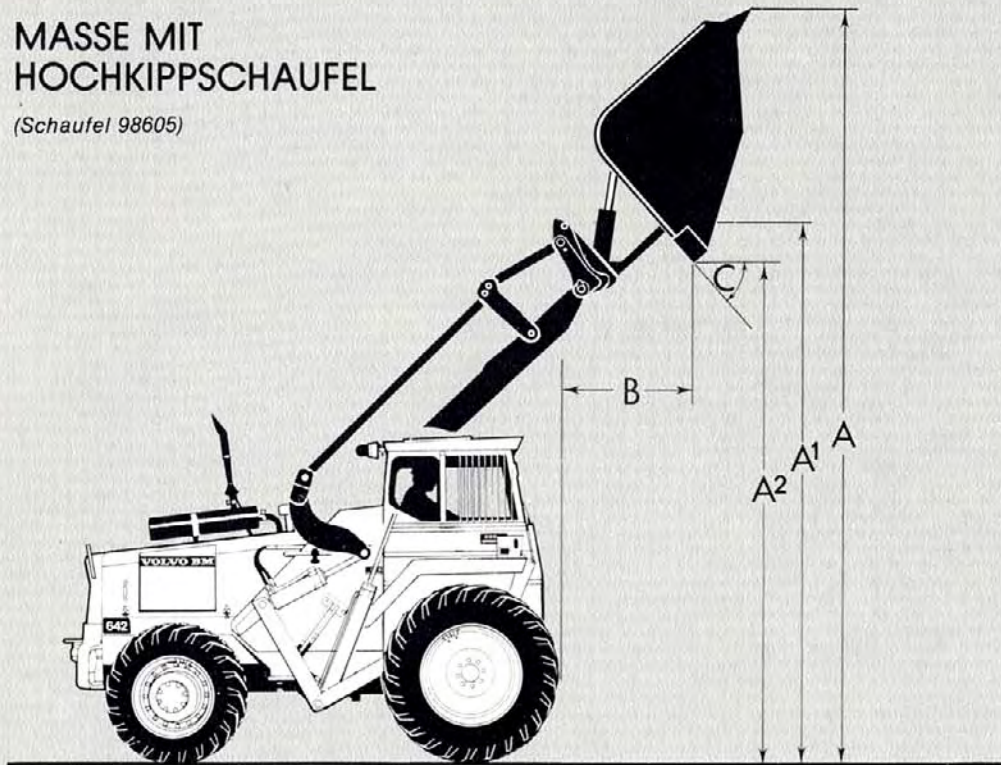 MASSE MIT
HOCHKIPPSCHAUFEL
(Schaufel 98605)
C
B
A
A¹
A²
VOLVO BM
642